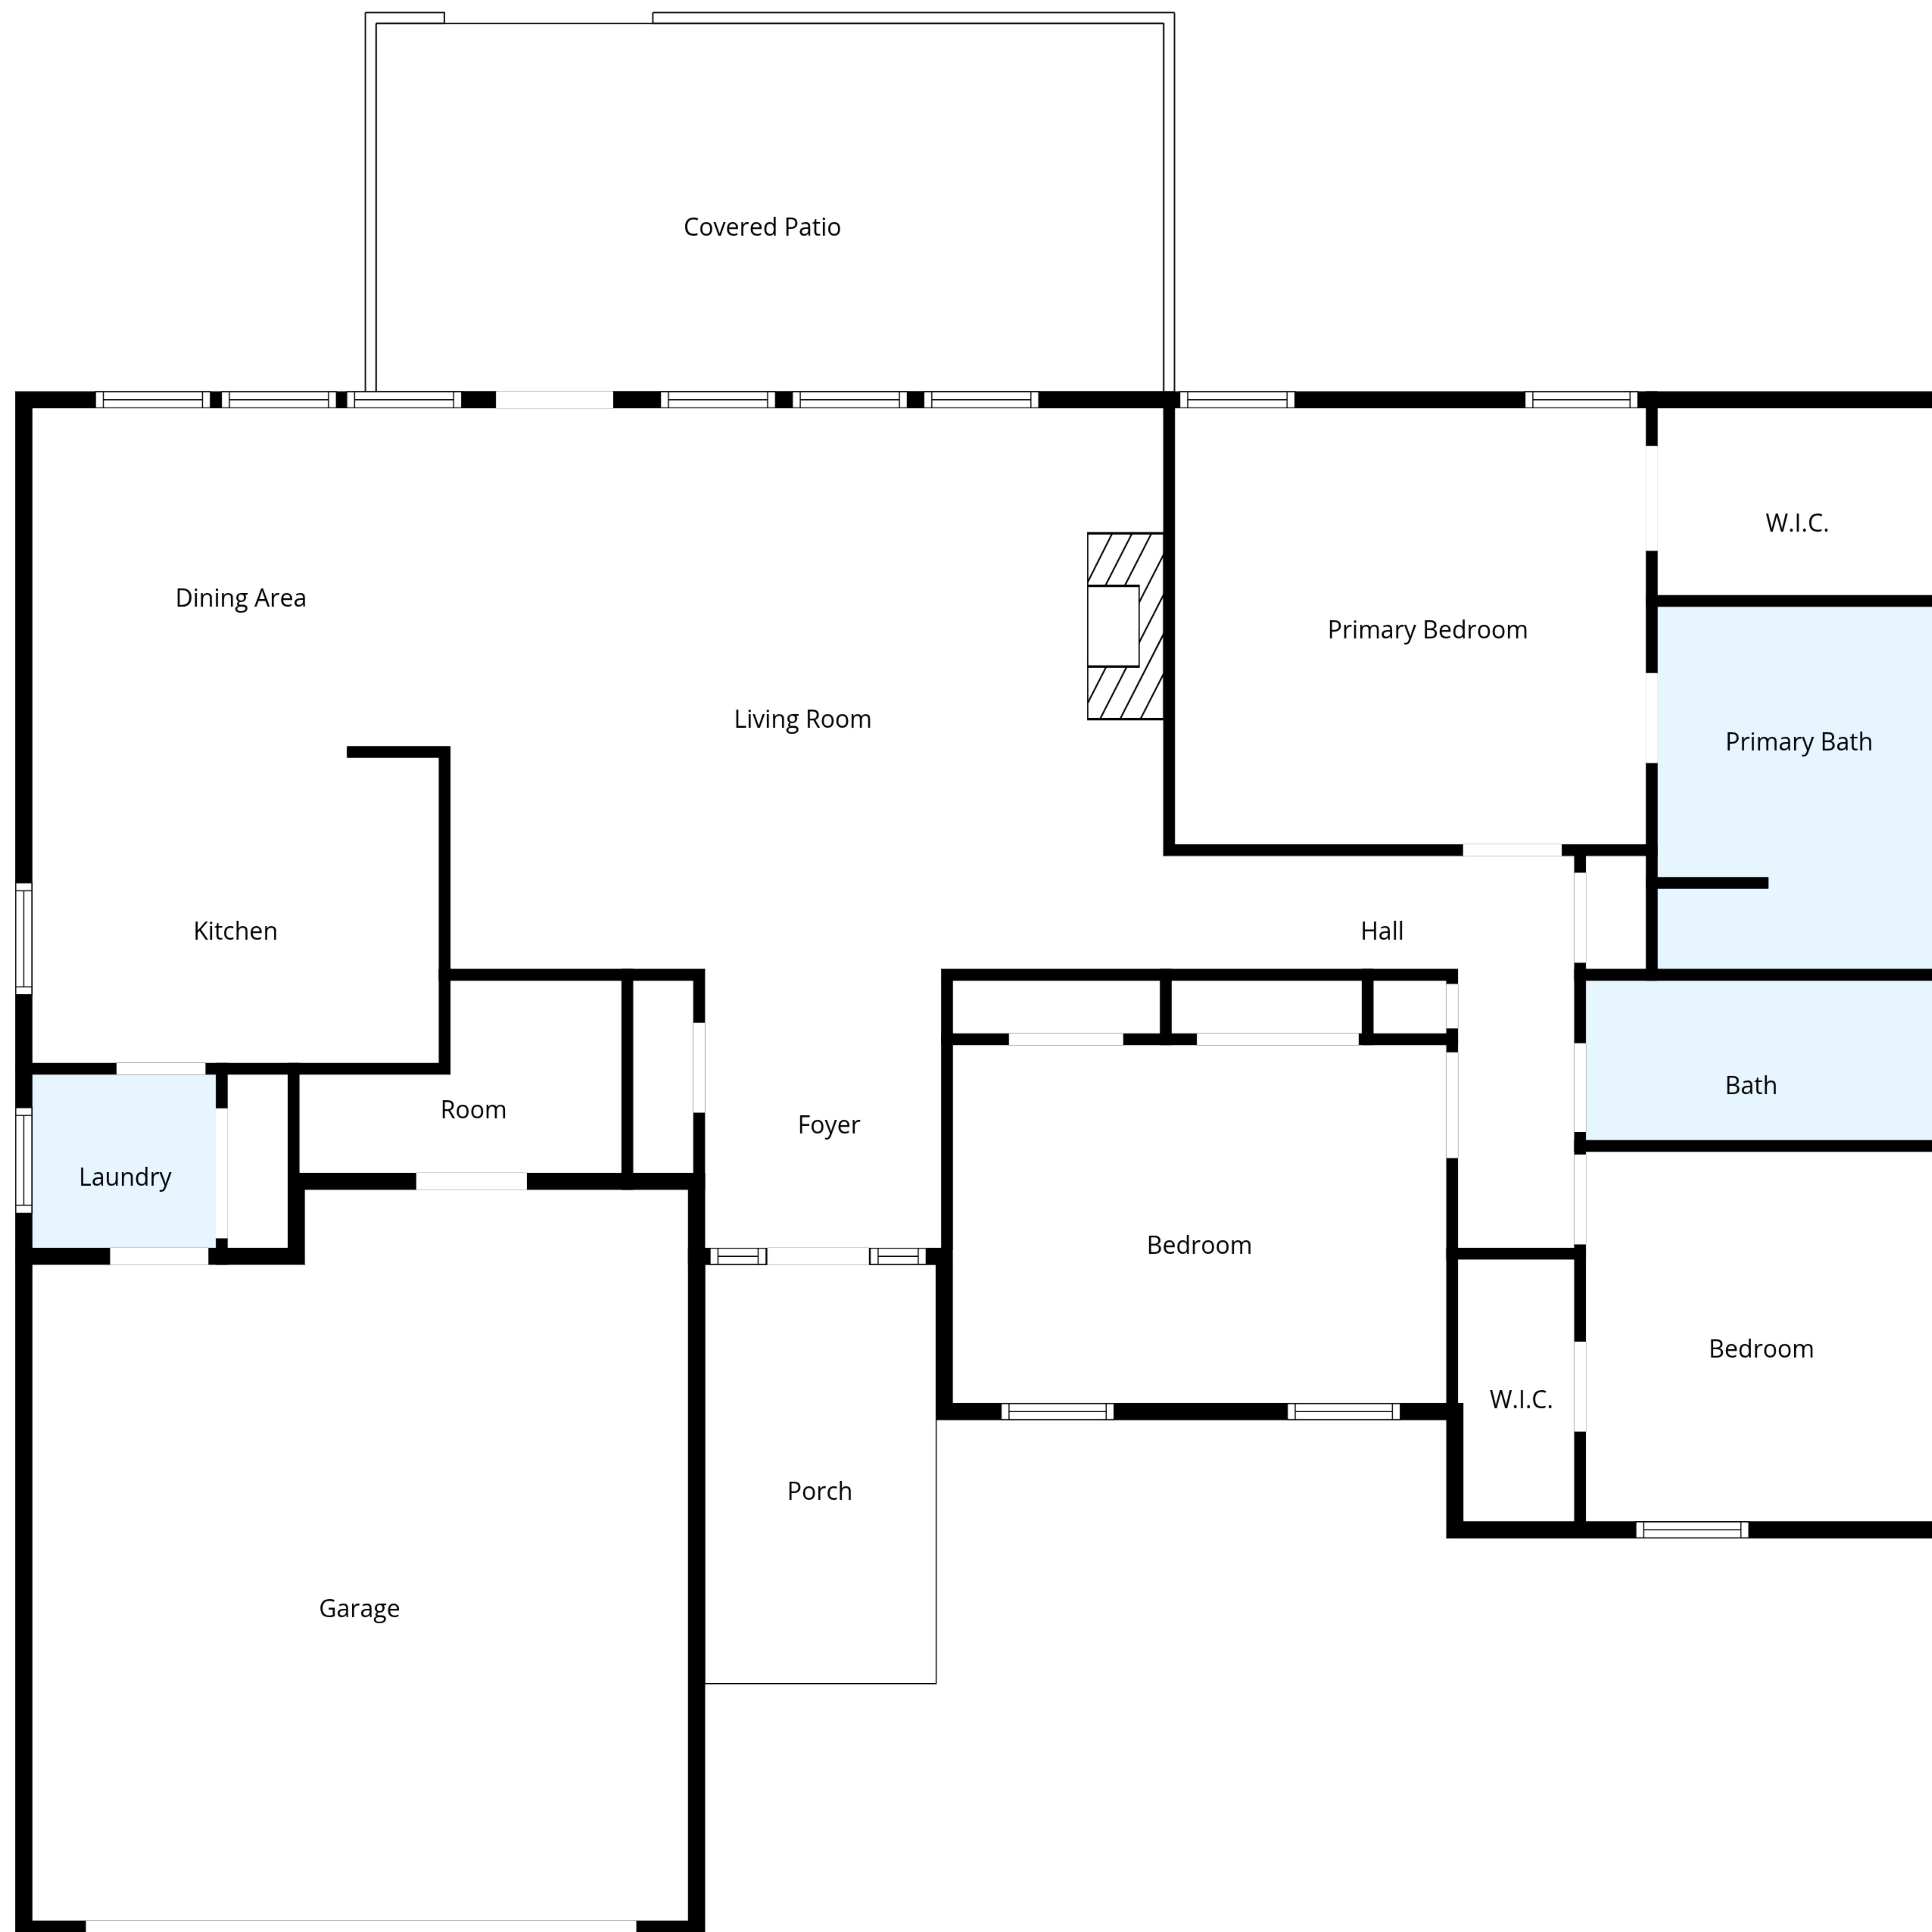 Covered Patio
W.I.C.
Dining Area
Primary Bedroom
Living Room
Primary Bath
Kitchen
Hall
Bath
Room
Foyer
Laundry
Bedroom
Bedroom
W.I.C.
Porch
Garage